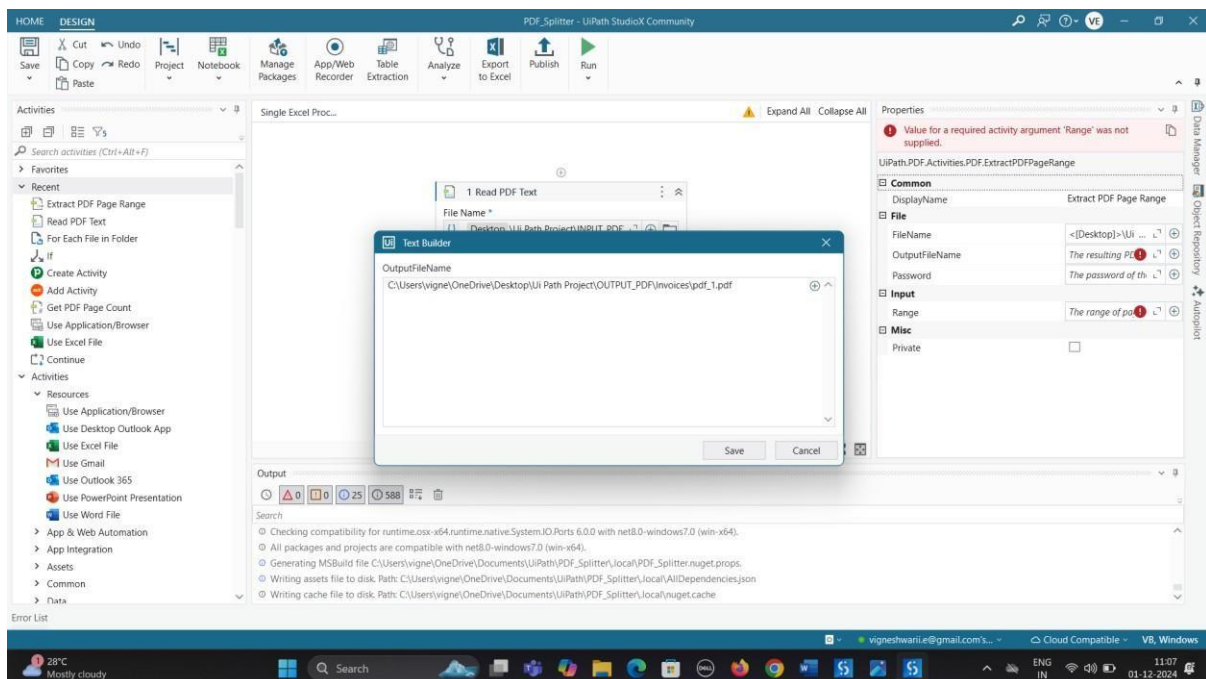 HOME DESIGN PDF_Splitter - UiPath StudioX Community VE
Save
Cut Undo
Copy Redo
Paste
Project
Notebook
Manage Packages
App/Web Recorder
Table Extraction
Analyze
Export to Excel
Publish
Run
Activities
Search activities (Ctrl+Alt+F)
Favorites
Recent
Extract PDF Page Range
Read PDF Text
For Each File in Folder
If
Create Activity
Add Activity
Get PDF Page Count
Use Application/Browser
Use Excel File
Continue
Activities
Resources
Use Application/Browser
Use Desktop Outlook App
Use Excel File
Use Gmail
Use Outlook 365
Use PowerPoint Presentation
Use Word File
App & Web Automation
App Integration
Assets
Common
Data
Single Excel Proc... Expand All Collapse All
1 Read PDF Text
File Name *
Desktop \Ui Path Project\INPUT_PDF
Text Builder
OutputFileName
C:\Users\vigne\OneDrive\Desktop\Ui Path Project\OUTPUT_PDF\Invoices\pdf_1.pdf
Save Cancel
Output
0 0 25 588
Search
Checking compatibility for runtime.osx-x64.runtime.native.System.IO.Ports 6.0.0 with net8.0-windows7.0 (win-x64).
All packages and projects are compatible with net8.0-windows7.0 (win-x64).
Generating MSBuild file C:\Users\vigne\OneDrive\Documents\UiPath\PDF_Splitter\.local\PDF_Splitter.nuget.props.
Writing assets file to disk. Path: C:\Users\vigne\OneDrive\Documents\UiPath\PDF_Splitter\.local\AllDependencies.json
Writing cache file to disk. Path: C:\Users\vigne\OneDrive\Documents\UiPath\PDF_Splitter\.local\nuget.cache
Properties
Value for a required activity argument 'Range' was not
supplied.
UiPath.PDF.Activities.PDF.ExtractPDFPageRange
Common
DisplayName Extract PDF Page Range
File
FileName <[Desktop]>\Ui ...
OutputFileName The resulting PD
Password The password of th
Input
Range The range of pa
Misc
Private
Data Manager
Object Repository
Autopilot
Error List
vigneshwarii.e@gmail.com's... Cloud Compatible VB, Windows
1 28°C
Mostly cloudy
Search
DELL
ENG
IN
11:07
01-12-2024